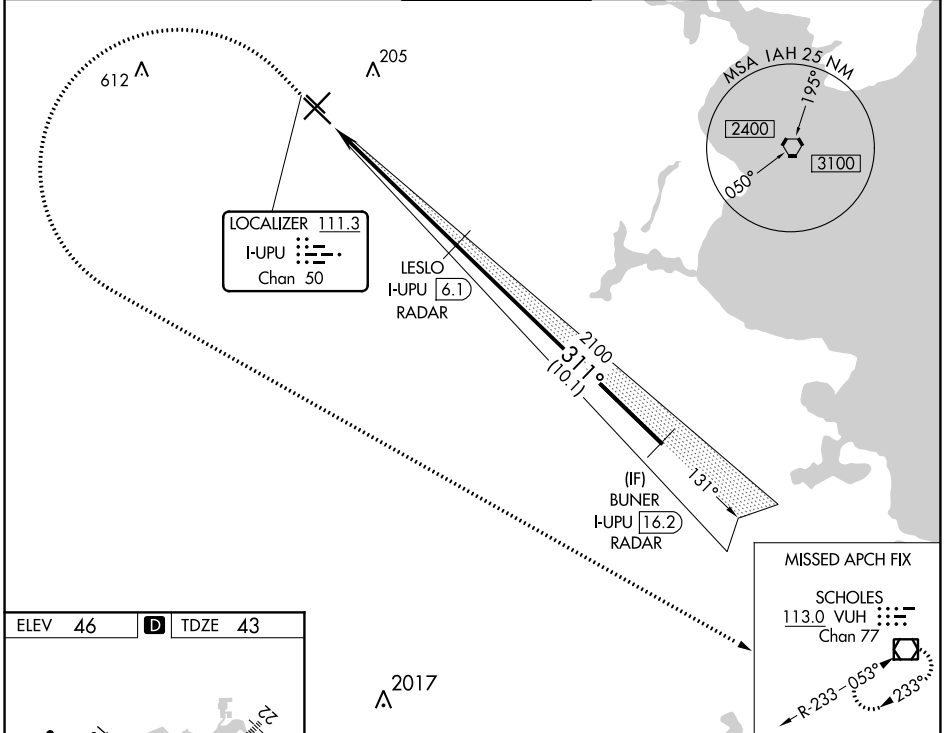 612
205
MSA IAH 25 NM
195°
2400
3100
050°
LOCALIZER 111.3
I-UPU
Chan 50
LESLO
I-UPU 6.1
RADAR
2100
311°
(10.1)
131°
(IF)
BUNER
I-UPU 16.2
RADAR
MISSED APCH FIX
SCHOLES
113.0 VUH
Chan 77
R-233
053°
233°
ELEV 46 D TDZE 43
22
2017